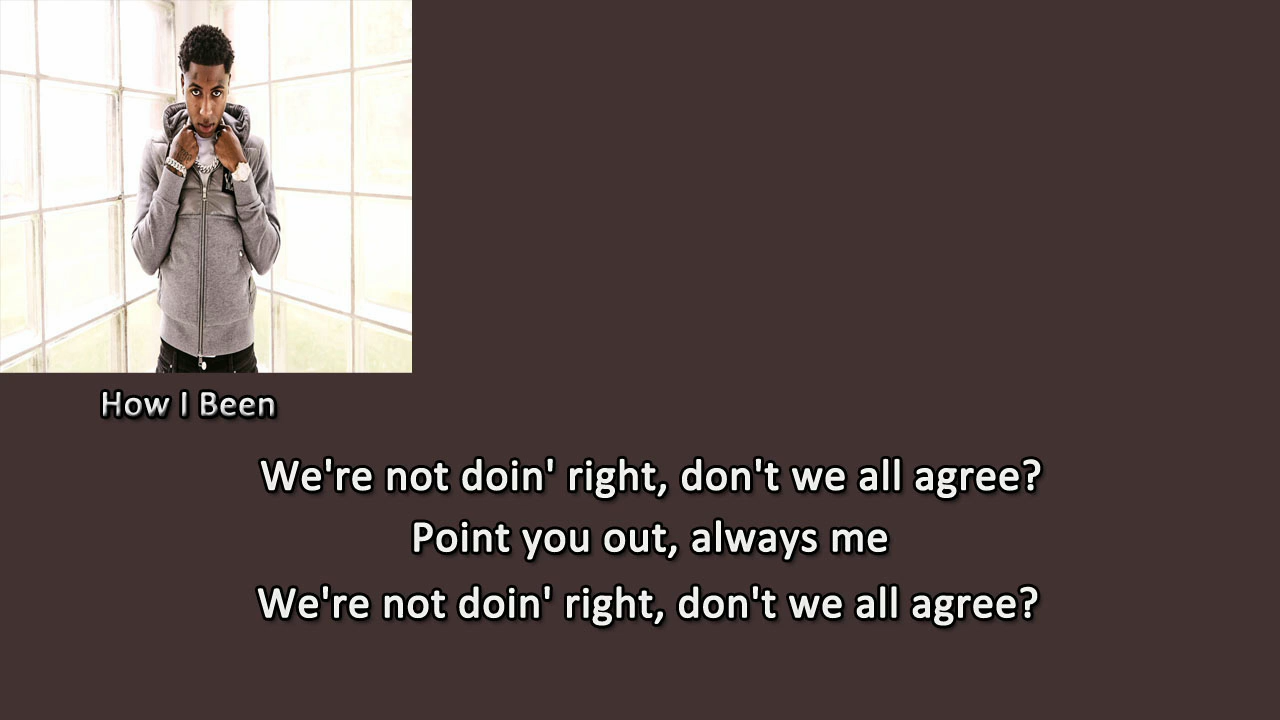 How I Been
We're not doin' right, don't we all agree?
Point you out, always me
We're not doin' right, don't we all agree?